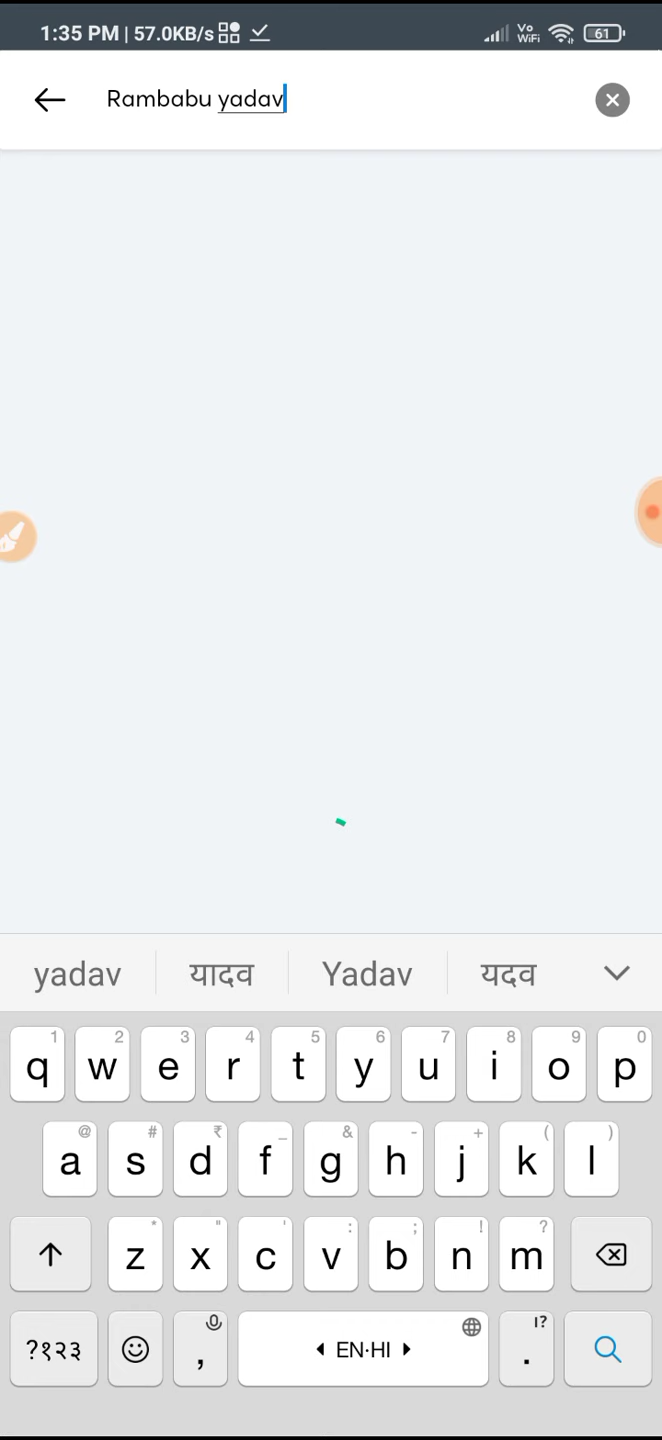 1:35 PM | 57.0KB/s Vo WiFi 61
Rambabu yadav
yadav यादव Yadav यदव
1 2 3 4 5 6 7 8 9 0
q w e r t y u i o p
@ # ₹ _ & - + ( )
a s d f g h j k l
* " ' : ; ! ?
z x c v b n m
?१२३ , EN·HI . !?